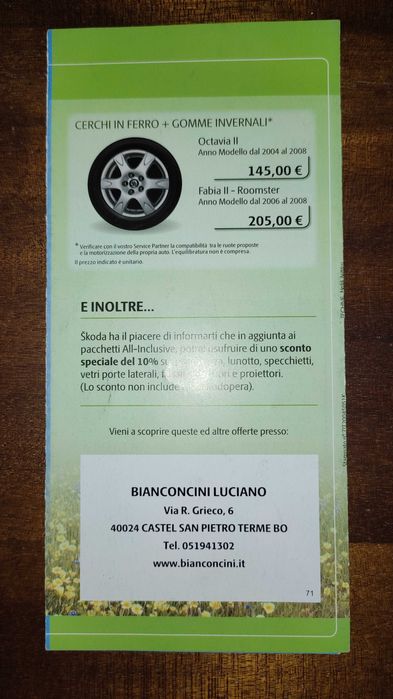 CERCHI IN FERRO + GOMME INVERNALI*
Octavia II
Anno Modello dal 2004 al 2008
145,00 €
Fabia II - Roomster
Anno Modello dal 2006 al 2008
205,00 €
* Verificare con il vostro Service Partner la compatibilità tra le ruote proposte
e la motorizzazione della propria auto. L'equilibratura non è compresa.
Il prezzo indicato è unitario.
E INOLTRE...
Škoda ha il piacere di informarti che in aggiunta ai
pacchetti All-Inclusive, potrai usufruire di uno sconto
speciale del 10% su lunotto, specchietti,
vetri porte laterali, e proiettori.
(Lo sconto non include
Vieni a scoprire queste ed altre offerte presso:
BIANCONCINI LUCIANO
Via R. Grieco, 6
40024 CASTEL SAN PIETRO TERME BO
Tel. 051941302
www.bianconcini.it
71